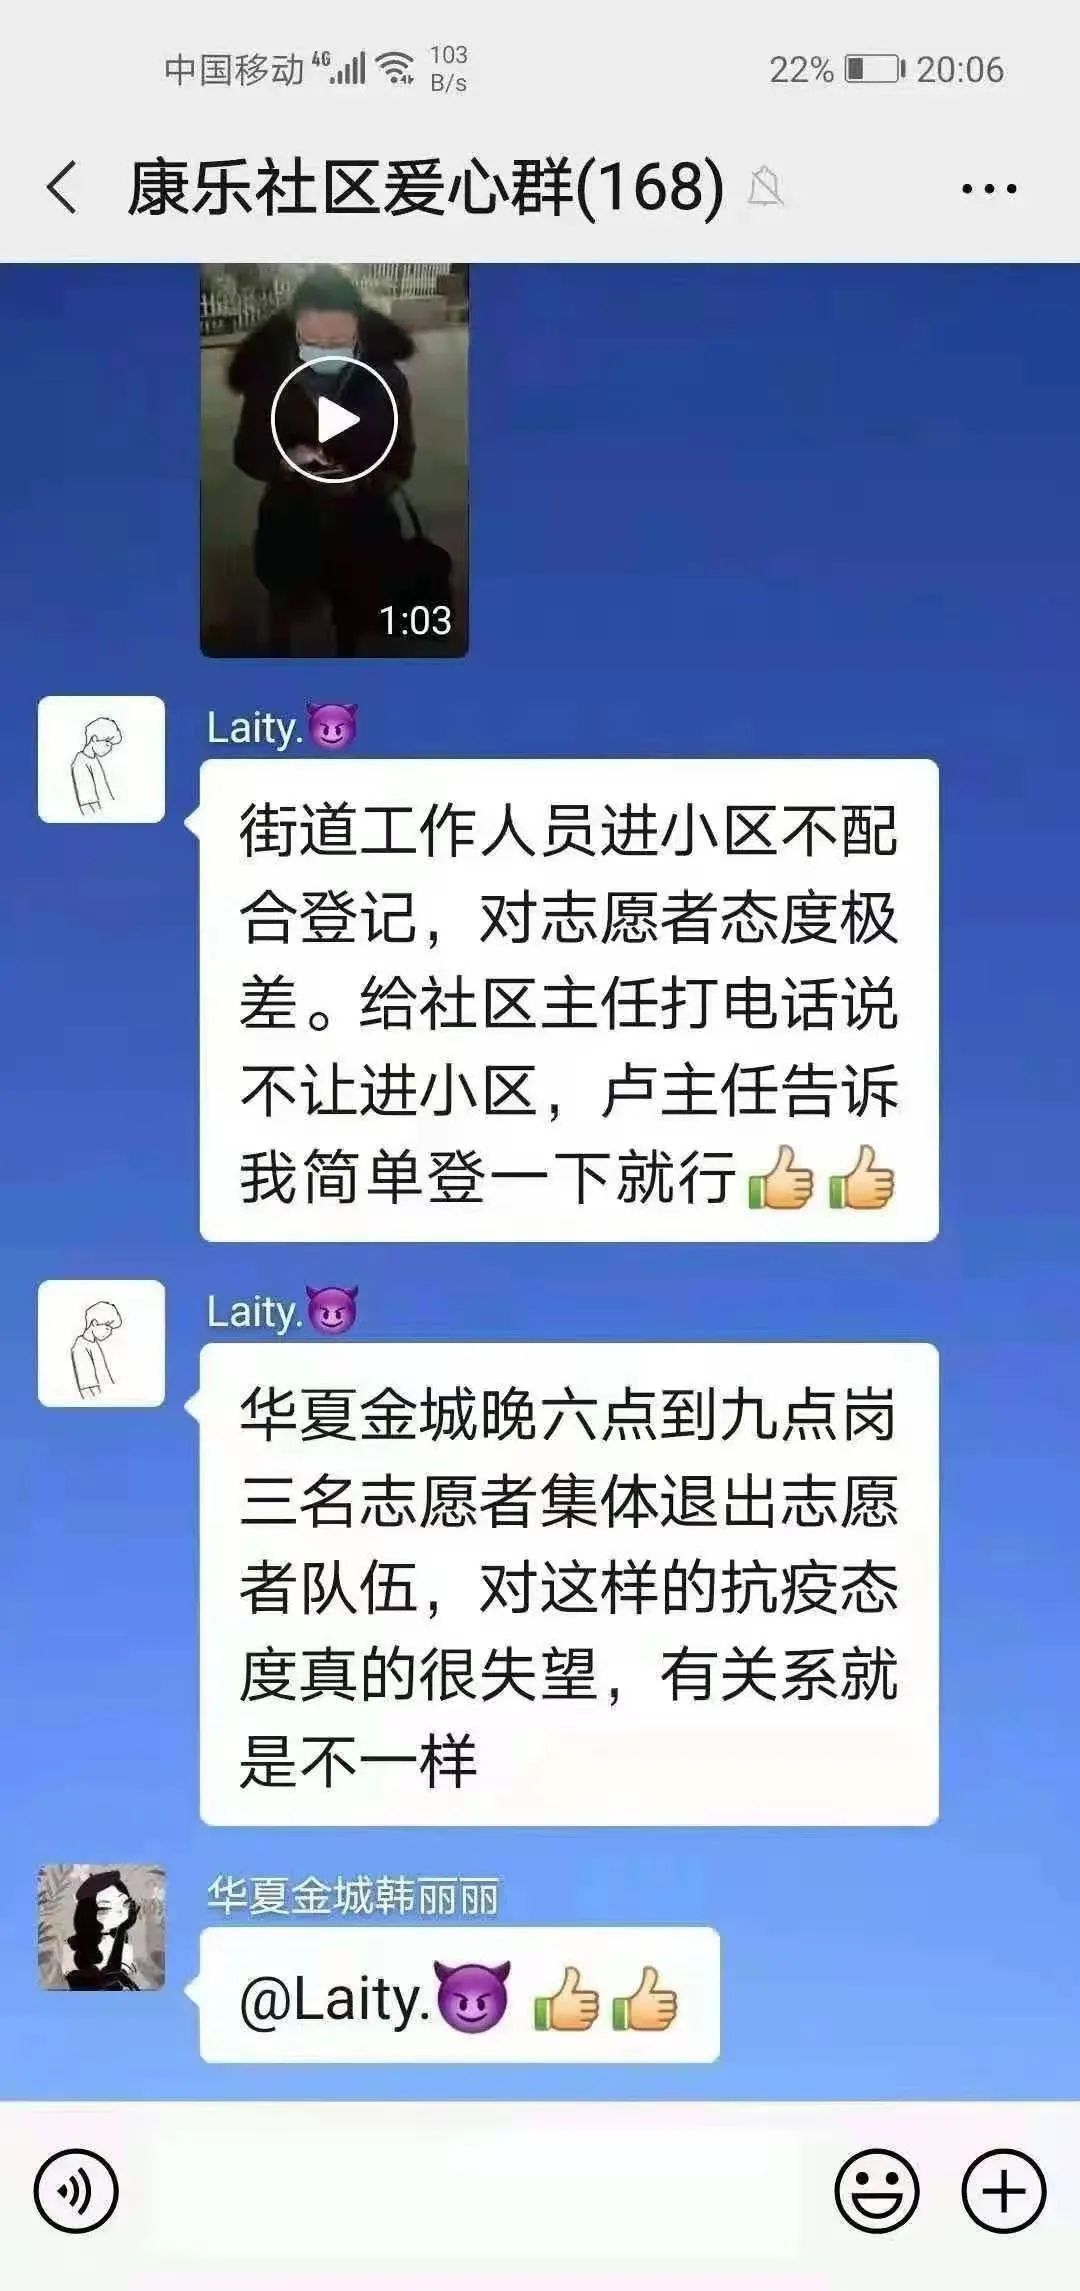 中国移动 4G 103 B/s 22% 20:06
康乐社区爱心群(168)
1:03
Laity.😈
街道工作人员进小区不配
合登记，对志愿者态度极
差。给社区主任打电话说
不让进小区，卢主任告诉
我简单登一下就行👍👍
Laity.😈
华夏金城晚六点到九点岗
三名志愿者集体退出志愿
者队伍，对这样的抗疫态
度真的很失望，有关系就
是不一样
华夏金城韩丽丽
@Laity.😈 👍👍